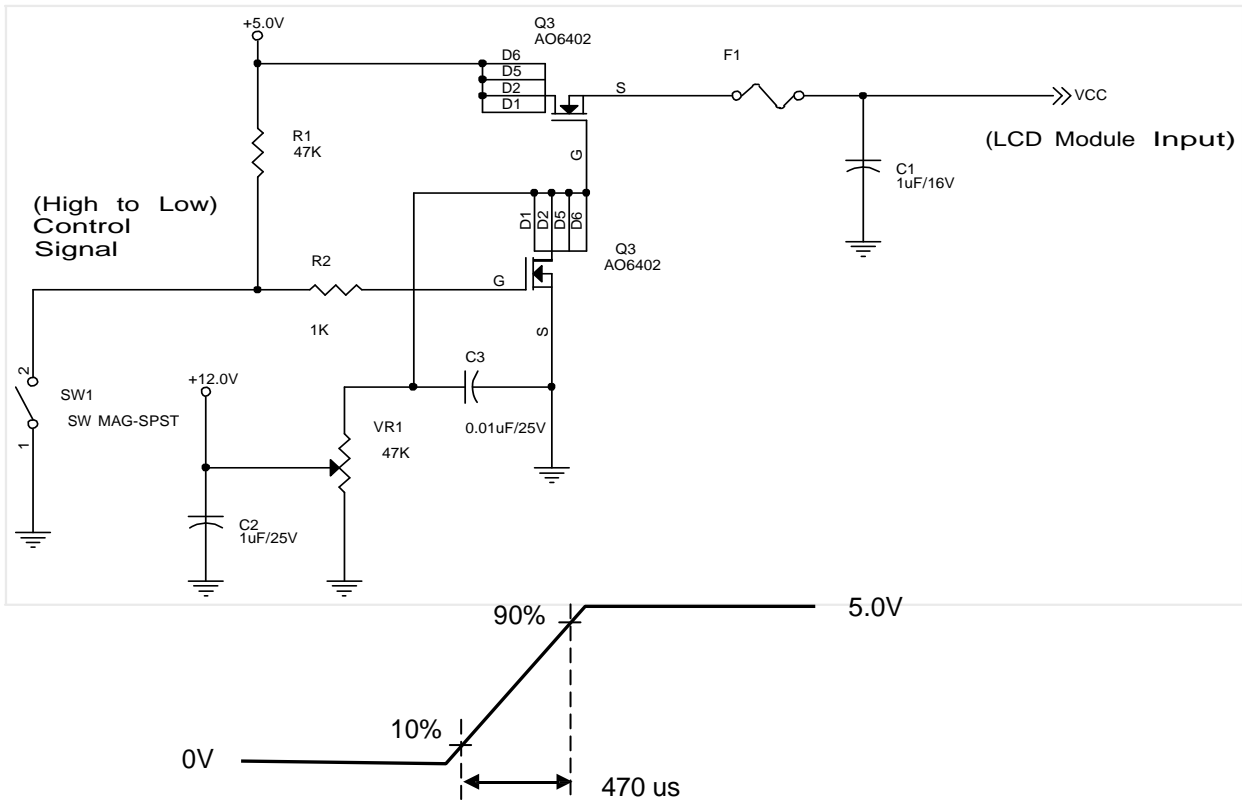 Q3
AO6402
+5.0V
D6
D5
D2
D1
S
G
F1
VCC
(LCD Module Input)
C1
1uF/16V
R1
47K
(High to Low)
Control
Signal
D1
D2
D5
D6
Q3
AO6402
R2
1K
G
S
C3
0.01uF/25V
2
1
SW1
SW MAG-SPST
+12.0V
VR1
47K
C2
1uF/25V
90%
5.0V
10%
0V
470 us